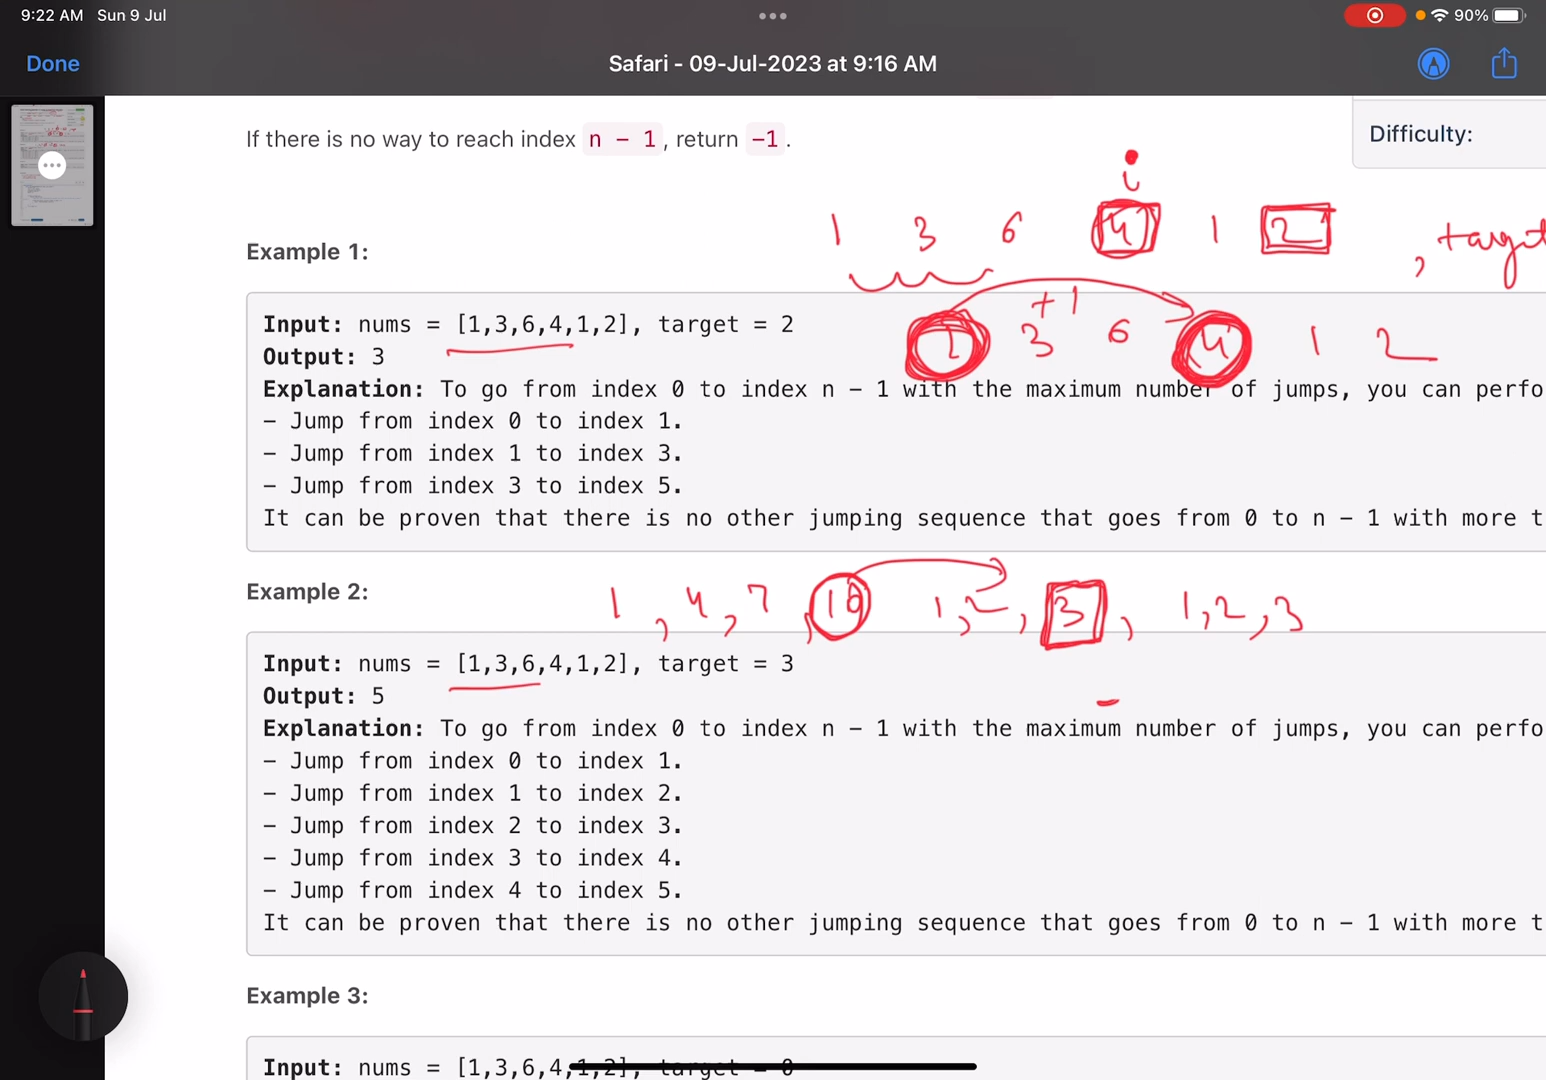 9:22 AM Sun 9 Jul
90%
Done
Safari - 09-Jul-2023 at 9:16 AM
If there is no way to reach index n - 1, return -1.
Difficulty:
i
1 3 6 4 1 2 , target
Example 1:
+1
1 3 6 4 1 2
Input: nums = [1,3,6,4,1,2], target = 2
Output: 3
Explanation: To go from index 0 to index n - 1 with the maximum number of jumps, you can perfo
- Jump from index 0 to index 1.
- Jump from index 1 to index 3.
- Jump from index 3 to index 5.
It can be proven that there is no other jumping sequence that goes from 0 to n - 1 with more t
Example 2:
1, 4, 7, 10 1, 2, 3, 1, 2, 3
Input: nums = [1,3,6,4,1,2], target = 3
Output: 5
Explanation: To go from index 0 to index n - 1 with the maximum number of jumps, you can perfo
- Jump from index 0 to index 1.
- Jump from index 1 to index 2.
- Jump from index 2 to index 3.
- Jump from index 3 to index 4.
- Jump from index 4 to index 5.
It can be proven that there is no other jumping sequence that goes from 0 to n - 1 with more t
Example 3:
Input: nums = [1,3,6,4,1,2], target = 0